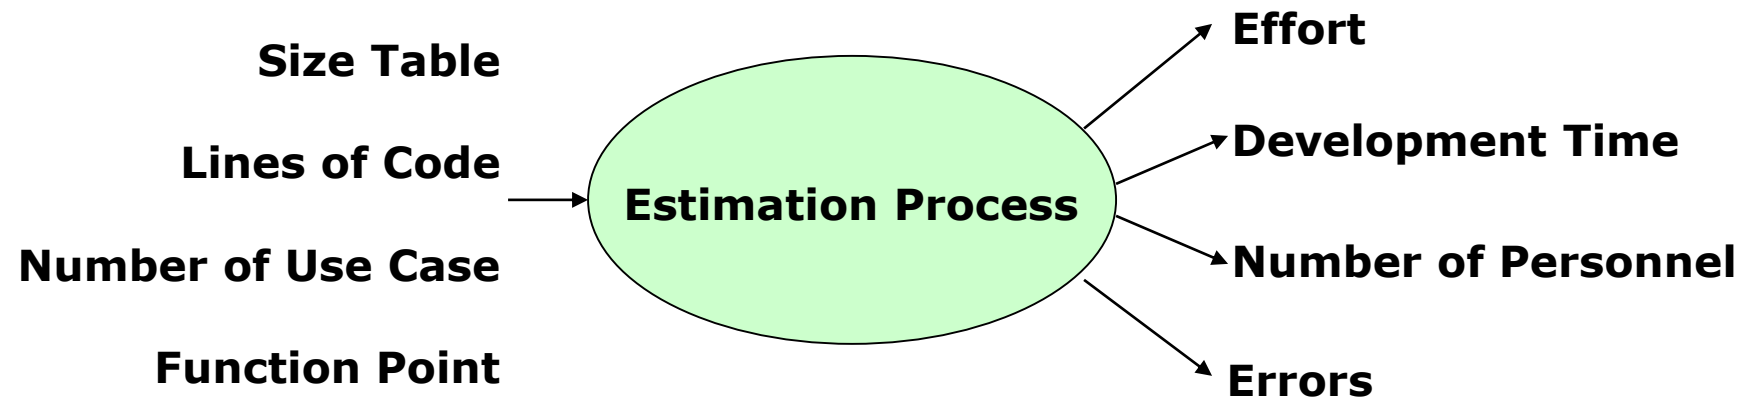 Size Table
Lines of Code
Number of Use Case
Function Point
Estimation Process
Effort
Development Time
Number of Personnel
Errors